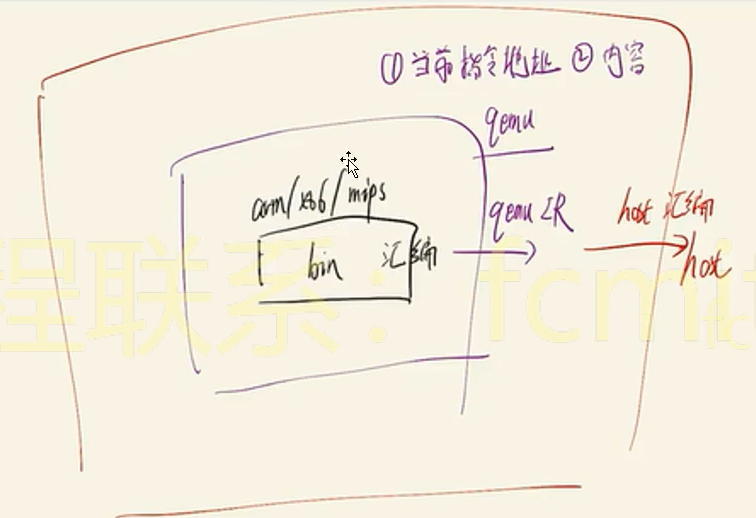 ① 当前指令地址 ② 内容
qemu
arm/x86/mips
qemu IR
host 汇编
bin 汇编
host
程联系：fcmit